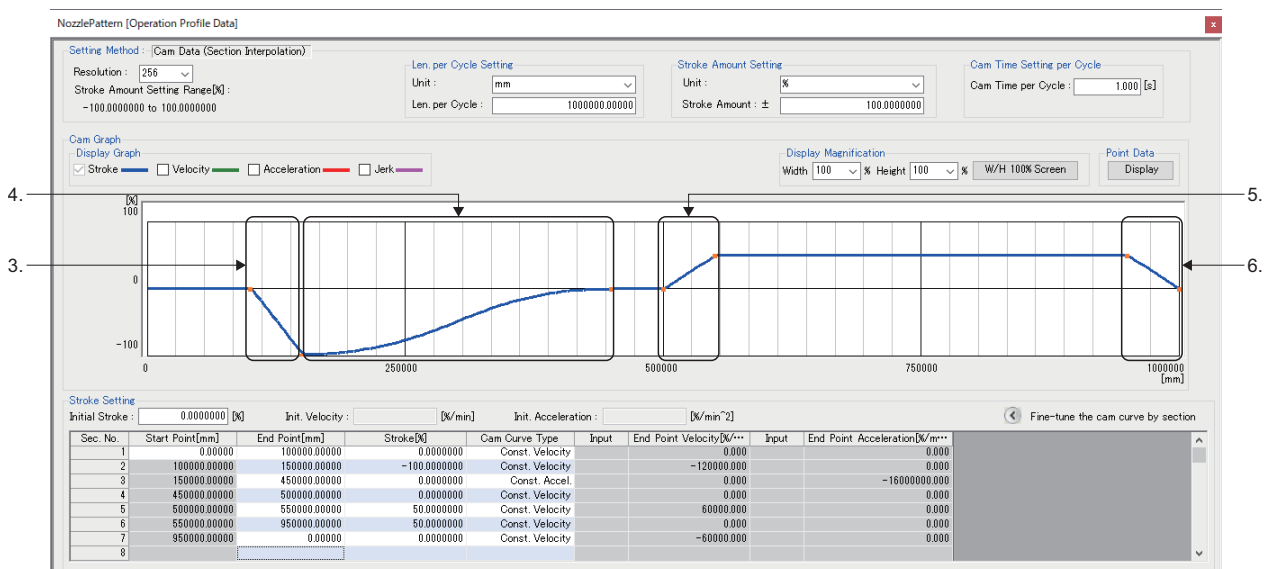 NozzlePattern [Operation Profile Data]
x
Setting Method : Cam Data (Section Interpolation)
Resolution : 256
Stroke Amount Setting Range[%] :
-100.0000000 to 100.0000000
Len. per Cycle Setting
Unit : mm
Len. per Cycle : 1000000.00000
Stroke Amount Setting
Unit : %
Stroke Amount : ± 100.0000000
Cam Time Setting per Cycle
Cam Time per Cycle : 1.000 [s]
Cam Graph
Display Graph
Stroke Velocity Acceleration Jerk
Display Magnification
Width 100 % Height 100 % W/H 100% Screen
Point Data
Display
4.
5.
3.
6.
[%]
100
0
-100
0 250000 500000 750000 1000000
[mm]
Stroke Setting
Initial Stroke : 0.0000000 [%] Init. Velocity : [%/min] Init. Acceleration : [%/min^2] Fine-tune the cam curve by section
Sec. No. Start Point[mm] End Point[mm] Stroke[%] Cam Curve Type Input End Point Velocity[%/··· Input End Point Acceleration[%/m···
1 0.00000 100000.00000 0.0000000 Const. Velocity 0.000 0.000
2 100000.00000 150000.00000 -100.0000000 Const. Velocity -120000.000 0.000
3 150000.00000 450000.00000 0.0000000 Const. Accel. 0.000 -16000000.000
4 450000.00000 500000.00000 0.0000000 Const. Velocity 0.000 0.000
5 500000.00000 550000.00000 50.0000000 Const. Velocity 60000.000 0.000
6 550000.00000 950000.00000 50.0000000 Const. Velocity 0.000 0.000
7 950000.00000 0.00000 0.0000000 Const. Velocity -60000.000 0.000
8